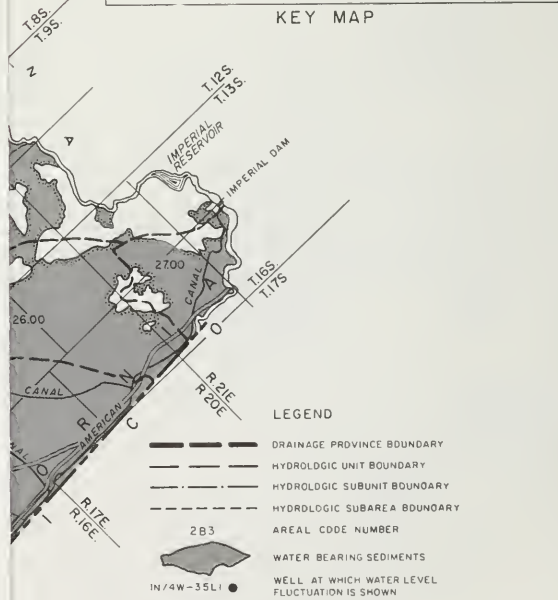 KEY MAP
T.8S.
T.9S.
N
A
T.12S.
T.13S.
IMPERIAL
RESERVOIR
IMPERIAL DAM
27.00
CANAL
A
T.16S.
T.17S
26.00
O
CANAL
N
R
AMERICAN
C
R.21E
R.20E.
O
R.17E.
R.16E.
I
LEGEND
DRAINAGE PROVINCE BOUNDARY
HYDROLOGIC UNIT BOUNDARY
HYDROLOGIC SUBUNIT BOUNDARY
HYDROLOGIC SUBAREA BOUNDARY
2B3 AREAL CODE NUMBER
WATER BEARING SEDIMENTS
1N/4W-35L1 ● WELL AT WHICH WATER LEVEL
FLUCTUATION IS SHOWN